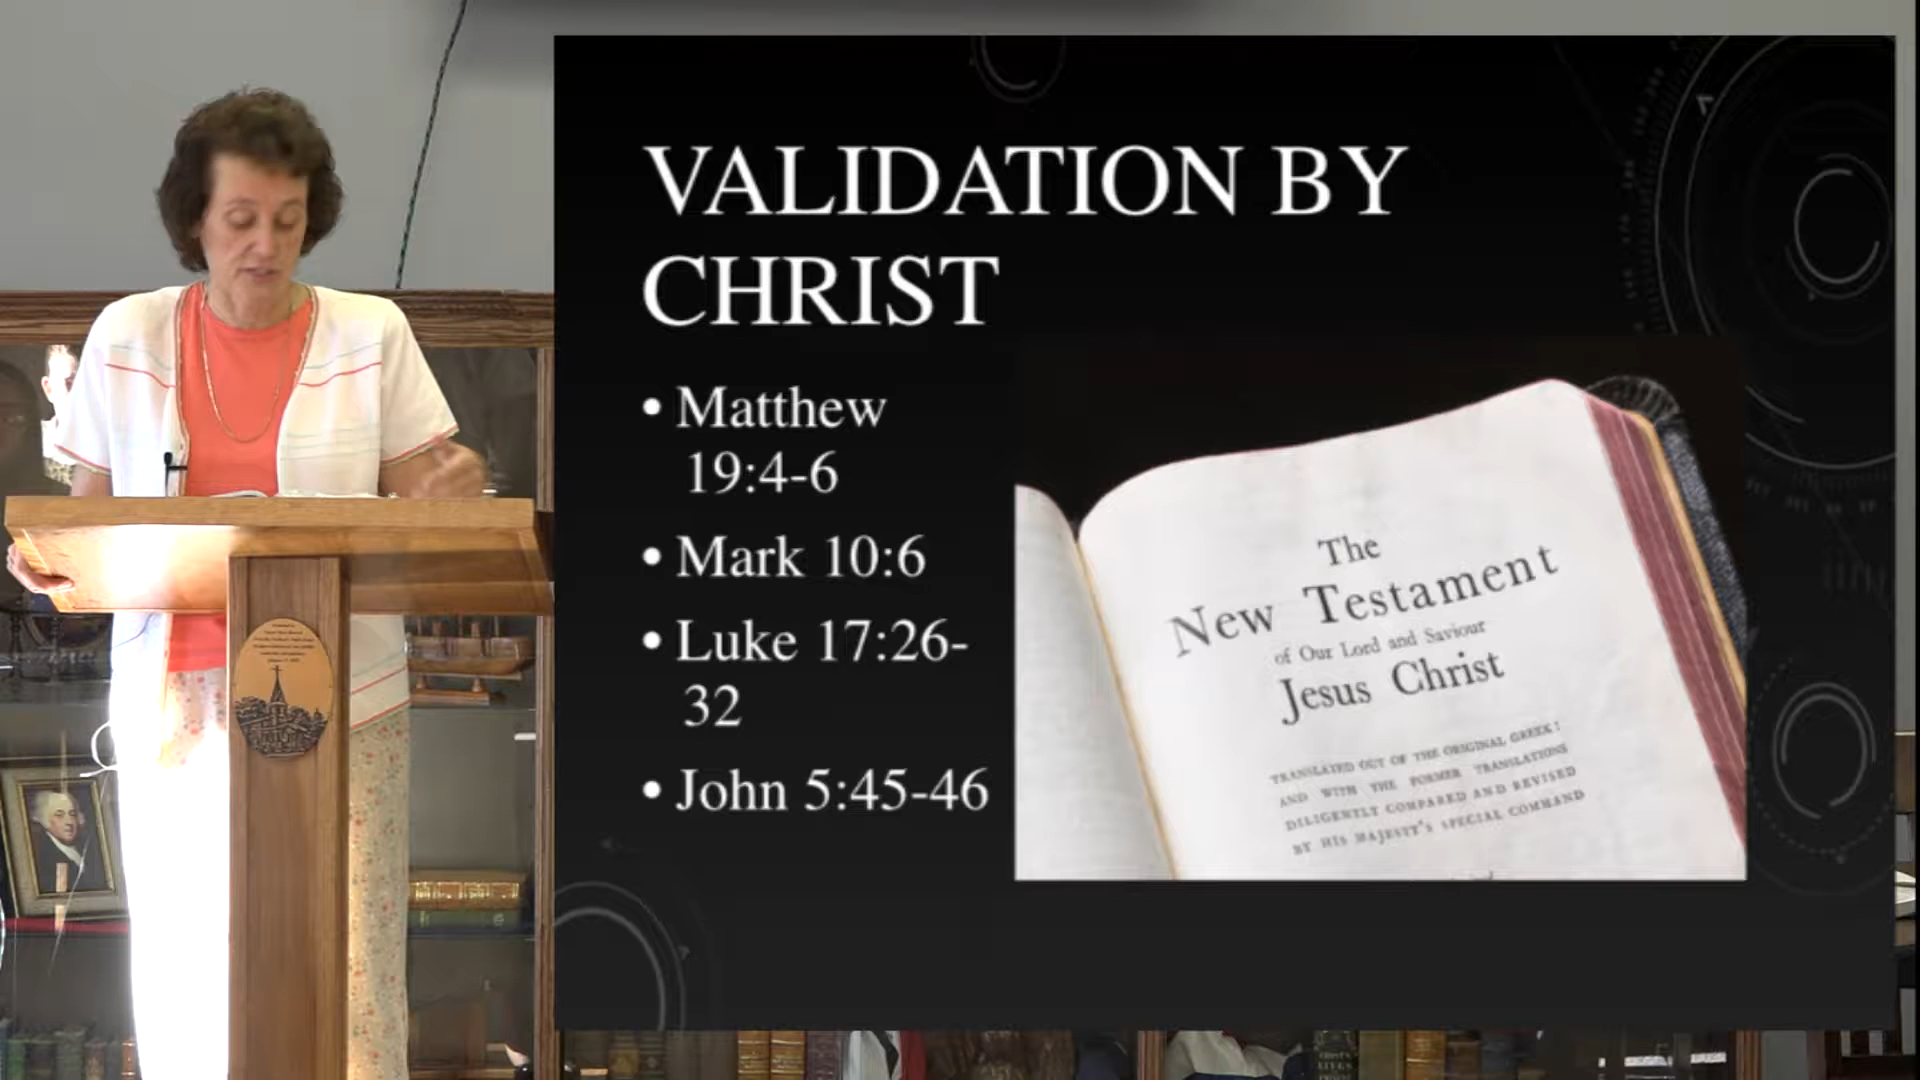 VALIDATION BY
CHRIST
• Matthew
19:4-6
• Mark 10:6
• Luke 17:26-
32
• John 5:45-46
The
New Testament
of Our Lord and Saviour
Jesus Christ
TRANSLATED OUT OF THE ORIGINAL GREEK:
AND WITH THE FORMER TRANSLATIONS
DILIGENTLY COMPARED AND REVISED
BY HIS MAJESTY'S SPECIAL COMMAND